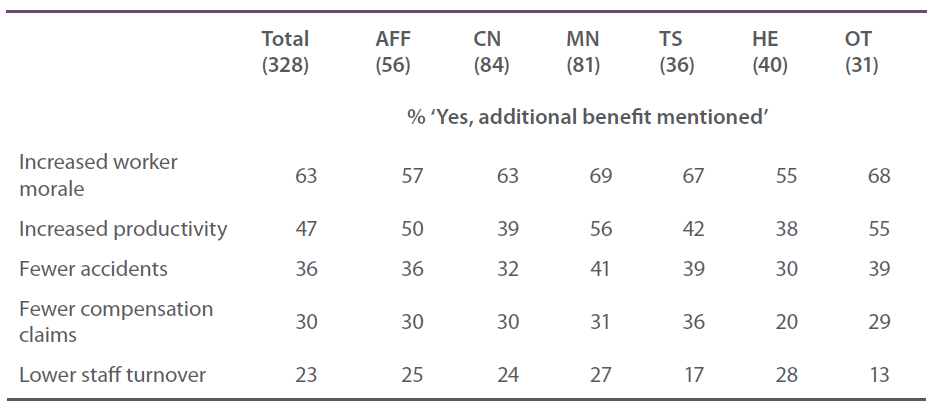 Total AFF CN MN TS HE OT
(328) (56) (84) (81) (36) (40) (31)
% ‘Yes, additional benefit mentioned’
Increased worker
morale 63 57 63 69 67 55 68
Increased productivity 47 50 39 56 42 38 55
Fewer accidents 36 36 32 41 39 30 39
Fewer compensation
claims 30 30 30 31 36 20 29
Lower staff turnover 23 25 24 27 17 28 13